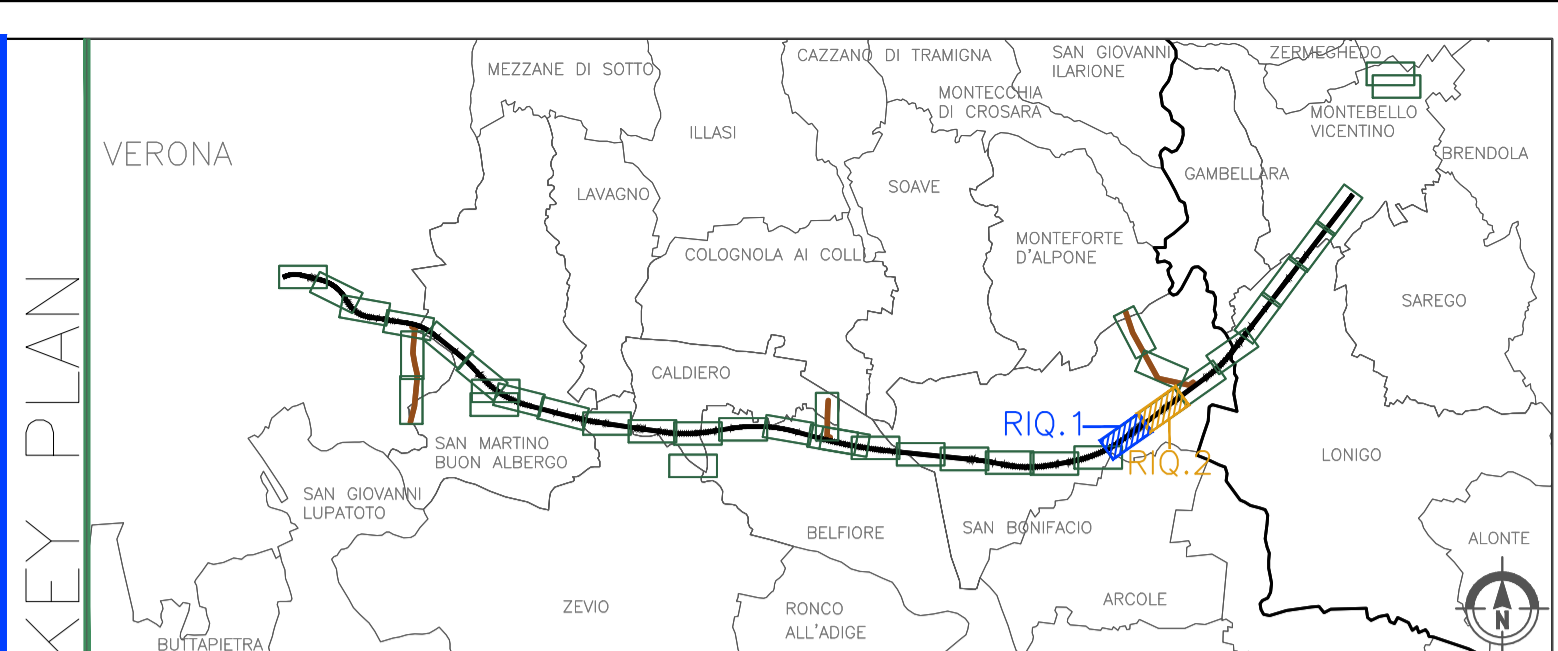 KEY PLAN
VERONA
MEZZANE DI SOTTO
CAZZANO DI TRAMIGNA
SAN GIOVANNI
ILARIONE
ZERMEGHEDO
MONTECCHIA
DI CROSARA
MONTEBELLO
VICENTINO
ILLASI
BRENDOLA
LAVAGNO
SOAVE
GAMBELLARA
COLOGNOLA AI COLLI
MONTEFORTE
D'ALPONE
SAREGO
CALDIERO
RIQ.1
RIQ.2
SAN MARTINO
BUON ALBERGO
LONIGO
SAN GIOVANNI
LUPATOTO
BELFIORE
SAN BONIFACIO
ALONTE
ZEVIO
RONCO
ALL'ADIGE
ARCOLE
N
BUTTAPIETRA